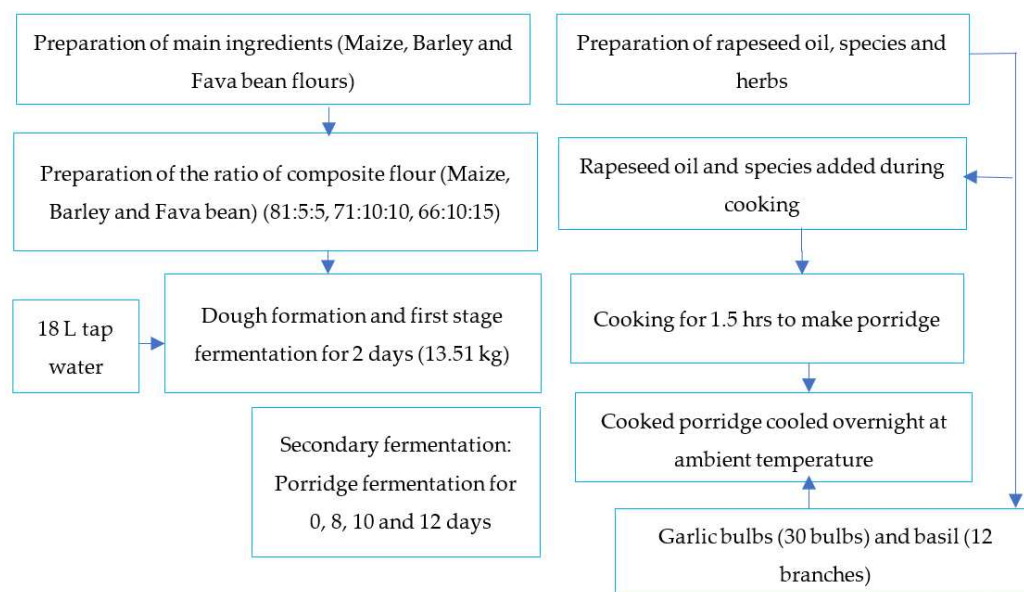 Preparation of main ingredients (Maize, Barley and
Fava bean flours)
Preparation of the ratio of composite flour (Maize,
Barley and Fava bean) (81:5:5, 71:10:10, 66:10:15)
18 L tap
water
Dough formation and first stage
fermentation for 2 days (13.51 kg)
Secondary fermentation:
Porridge fermentation for
0, 8, 10 and 12 days
Preparation of rapeseed oil, species and
herbs
Rapeseed oil and species added during
cooking
Cooking for 1.5 hrs to make porridge
Cooked porridge cooled overnight at
ambient temperature
Garlic bulbs (30 bulbs) and basil (12
branches)